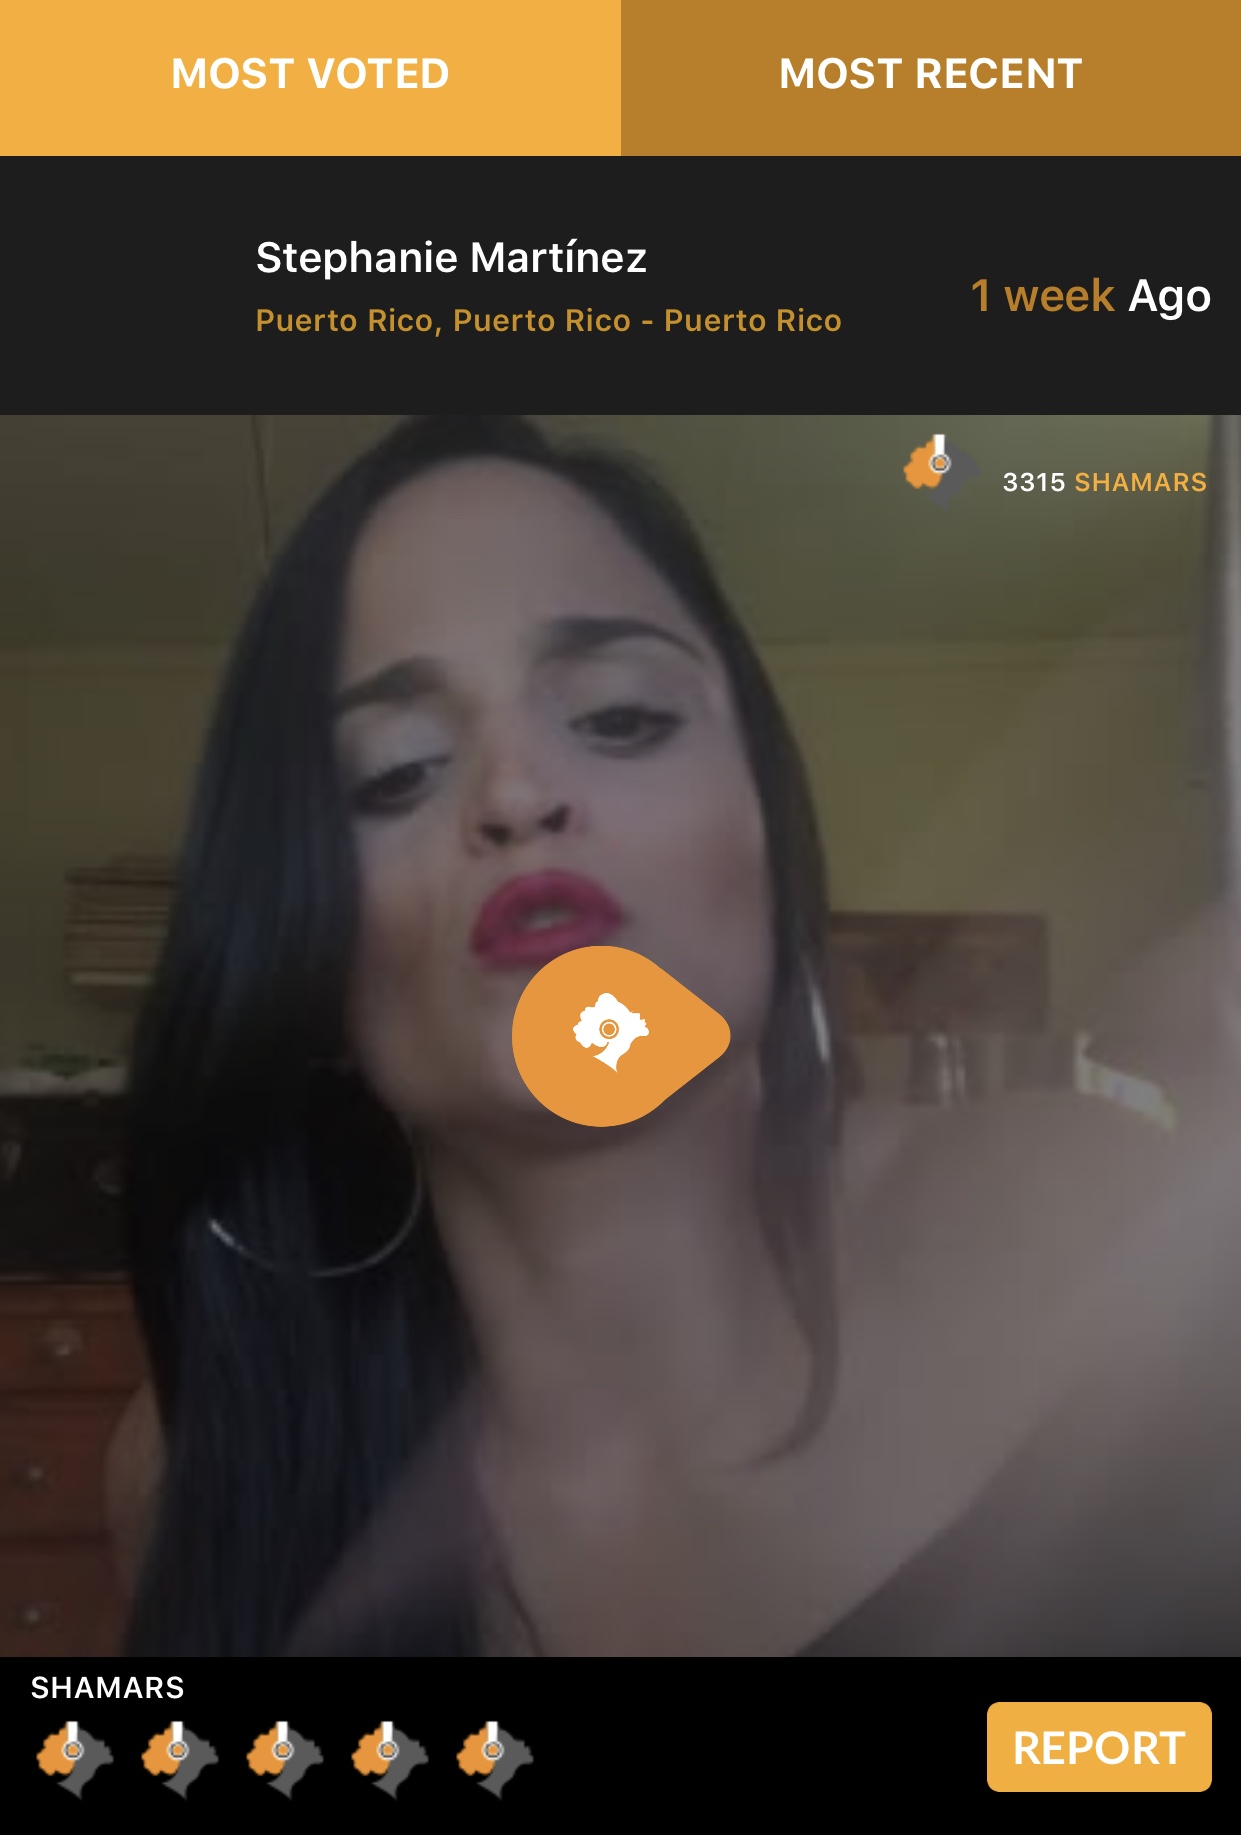 MOST VOTED
MOST RECENT
Stephanie Martínez
Puerto Rico, Puerto Rico - Puerto Rico
1 week Ago
3315 SHAMARS
SHAMARS
REPORT